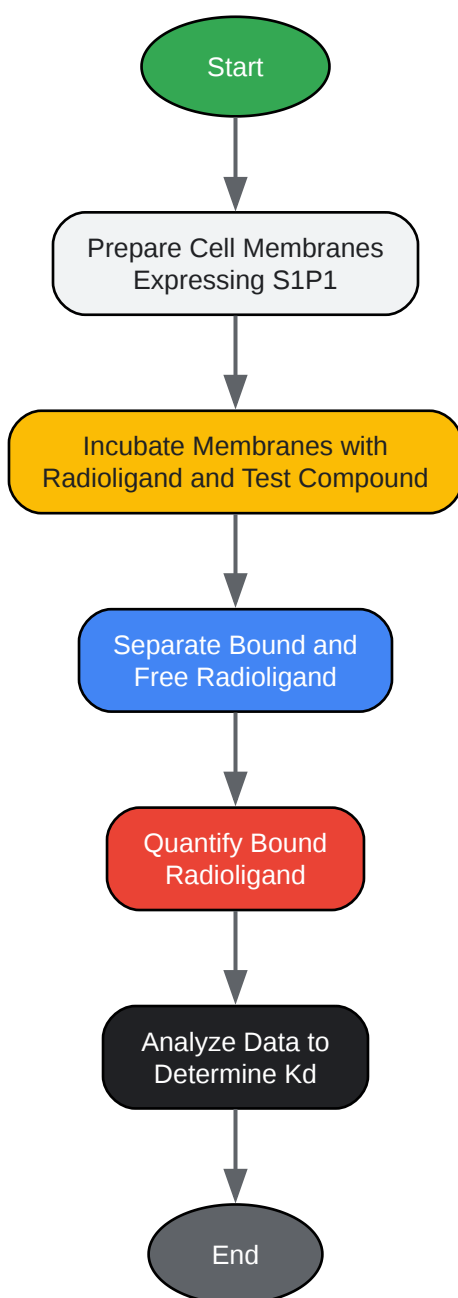 Start
Prepare Cell Membranes
Expressing S1P1
Incubate Membranes with
Radioligand and Test Compound
Separate Bound and
Free Radioligand
Quantify Bound
Radioligand
Analyze Data to
Determine Kd
End